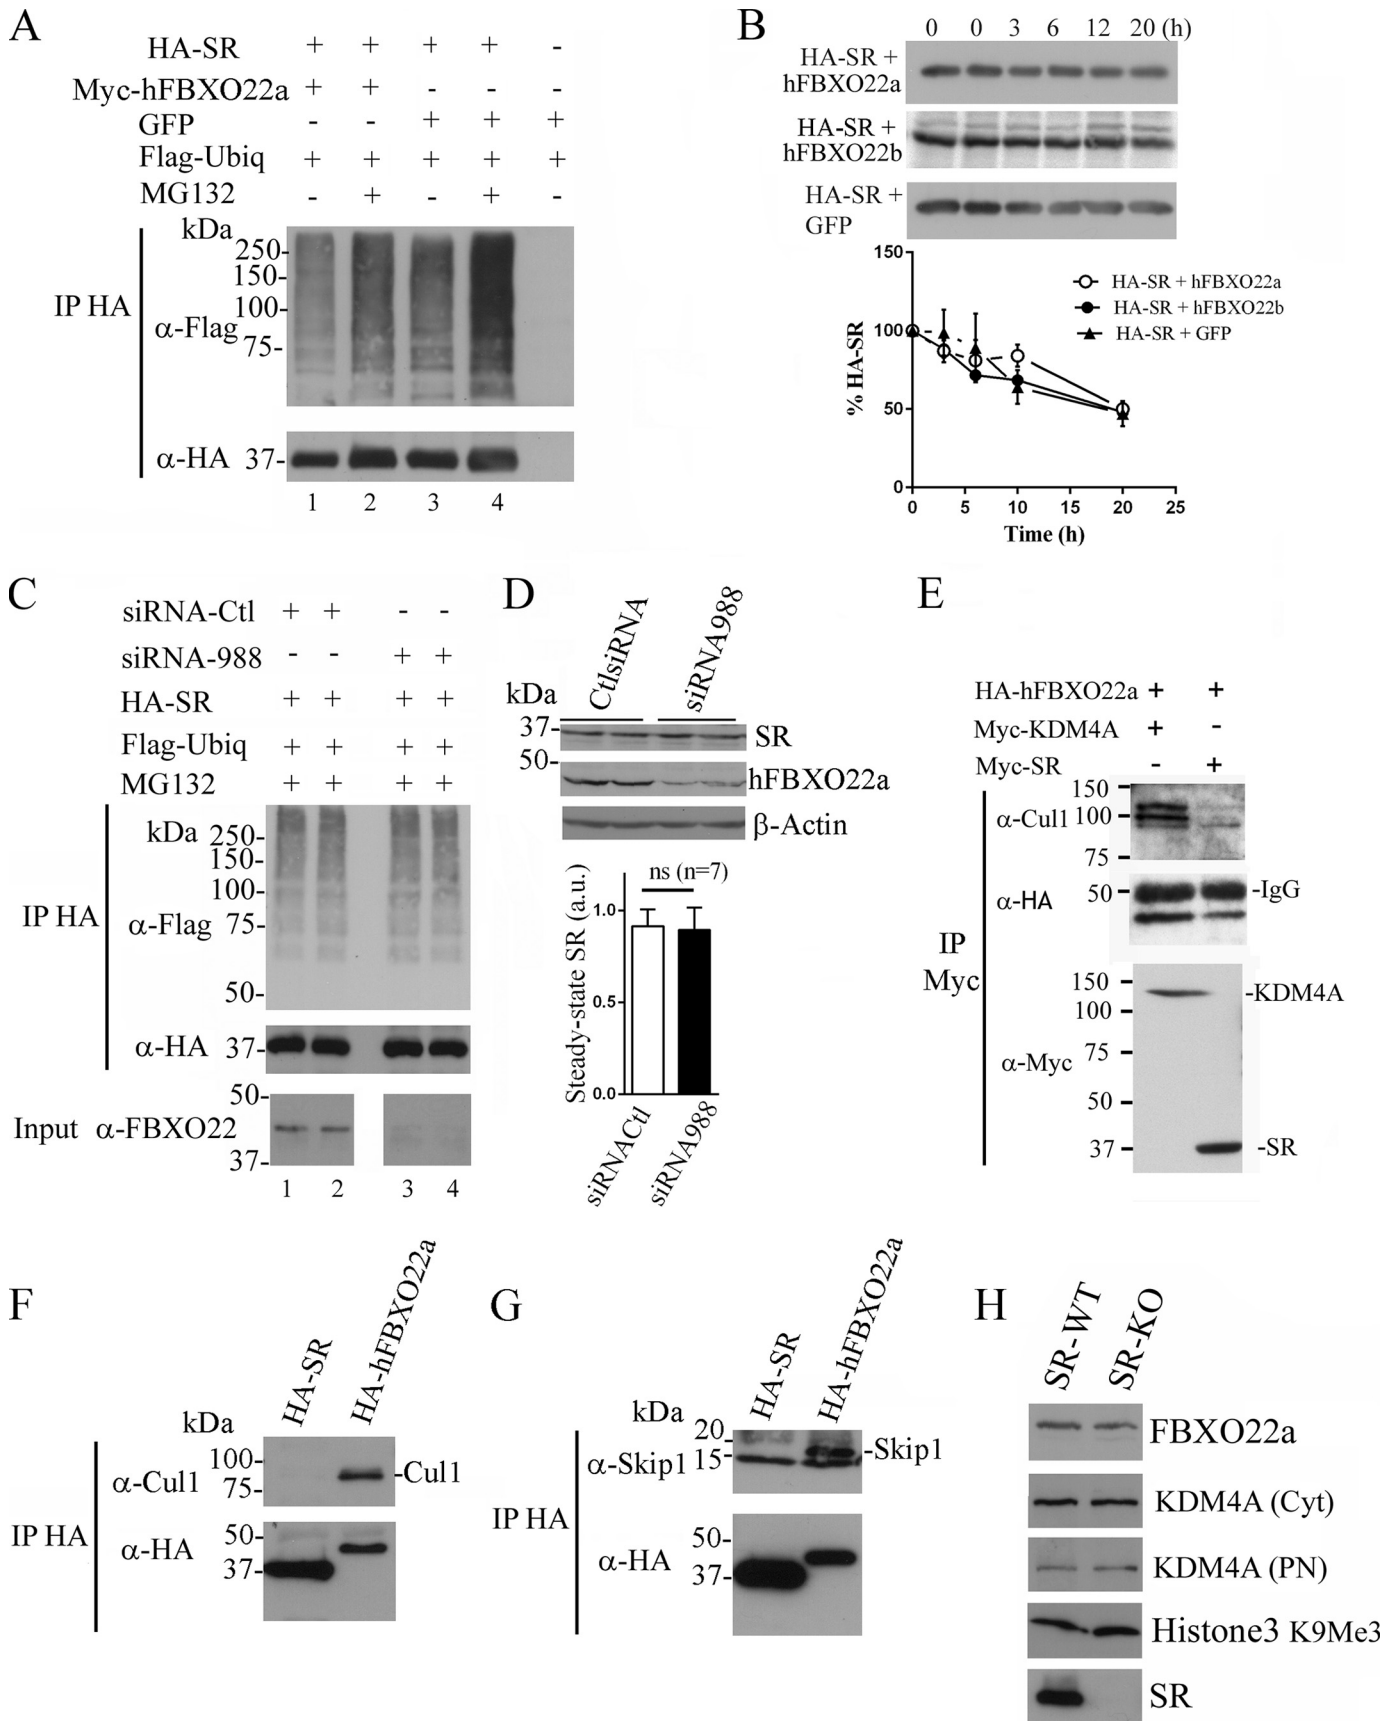 A
HA-SR + + + + -
Myc-hFBXO22a + + - - -
GFP - - + + +
Flag-Ubiq + + + + +
MG132 - + - + -
kDa
250-
150-
100-
75-
IP HA
α-Flag
α-HA 37-
1 2 3 4
B
0 0 3 6 12 20 (h)
HA-SR +
hFBXO22a
HA-SR +
hFBXO22b
HA-SR +
GFP
150
100
50
0
% HA-SR
HA-SR + hFBXO22a
HA-SR + hFBXO22b
HA-SR + GFP
0 5 10 15 20 25
Time (h)
C
siRNA-Ctl + + - -
siRNA-988 - - + +
HA-SR + + + +
Flag-Ubiq + + + +
MG132 + + + +
kDa
250-
150-
100-
75-
50-
IP HA
α-Flag
α-HA 37-
50-
Input α-FBXO22
37-
1 2 3 4
D
CtlsiRNA
siRNA988
kDa
37- SR
50-
hFBXO22a
β-Actin
ns (n=7)
Steady-state SR (a.u.)
1.0
0.5
0.0
siRNACtl
siRNA988
E
HA-hFBXO22a + +
Myc-KDM4A + -
Myc-SR - +
150
α-Cul1 100
75
50 -IgG
α-HA
IP
Myc
150
-KDM4A
100
α-Myc 75
50
37 -SR
F
HA-SR
HA-hFBXO22a
kDa
100-
α-Cul1 -Cul1
75-
IP HA
50-
α-HA
37-
G
HA-SR
HA-hFBXO22a
kDa
20-
α-Skip1 15- -Skip1
IP HA
50-
α-HA
37-
H
SR-WT
SR-KO
FBXO22a
KDM4A (Cyt)
KDM4A (PN)
Histone3 K9Me3
SR